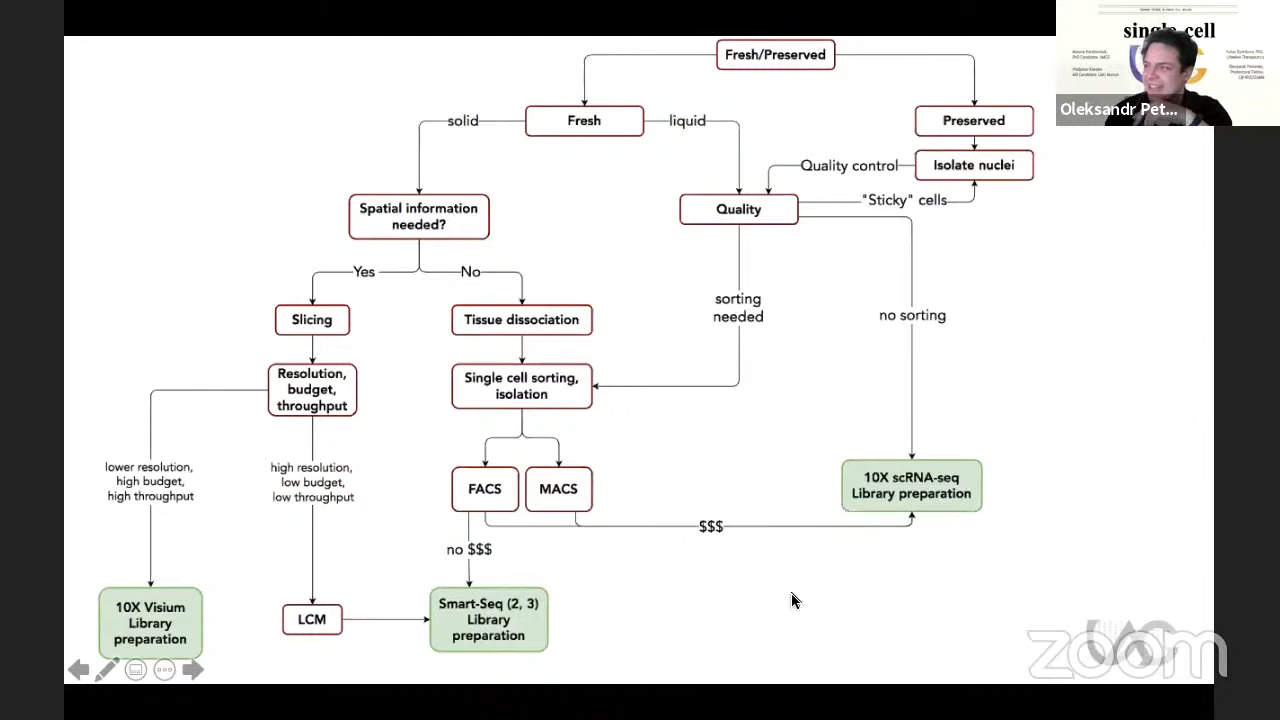 single cell
Oleksandr Pet...
Fresh/Preserved
solid
Fresh
liquid
Preserved
Quality control
Isolate nuclei
"Sticky" cells
Spatial information
needed?
Quality
Yes
No
sorting
needed
no sorting
Slicing
Tissue dissociation
Resolution,
budget,
throughput
Single cell sorting,
isolation
lower resolution,
high budget,
high throughput
high resolution,
low budget,
low throughput
FACS
MACS
10X scRNA-seq
Library preparation
$$$
no $$$
10X Visium
Library
preparation
LCM
Smart-Seq (2, 3)
Library
preparation
zoom